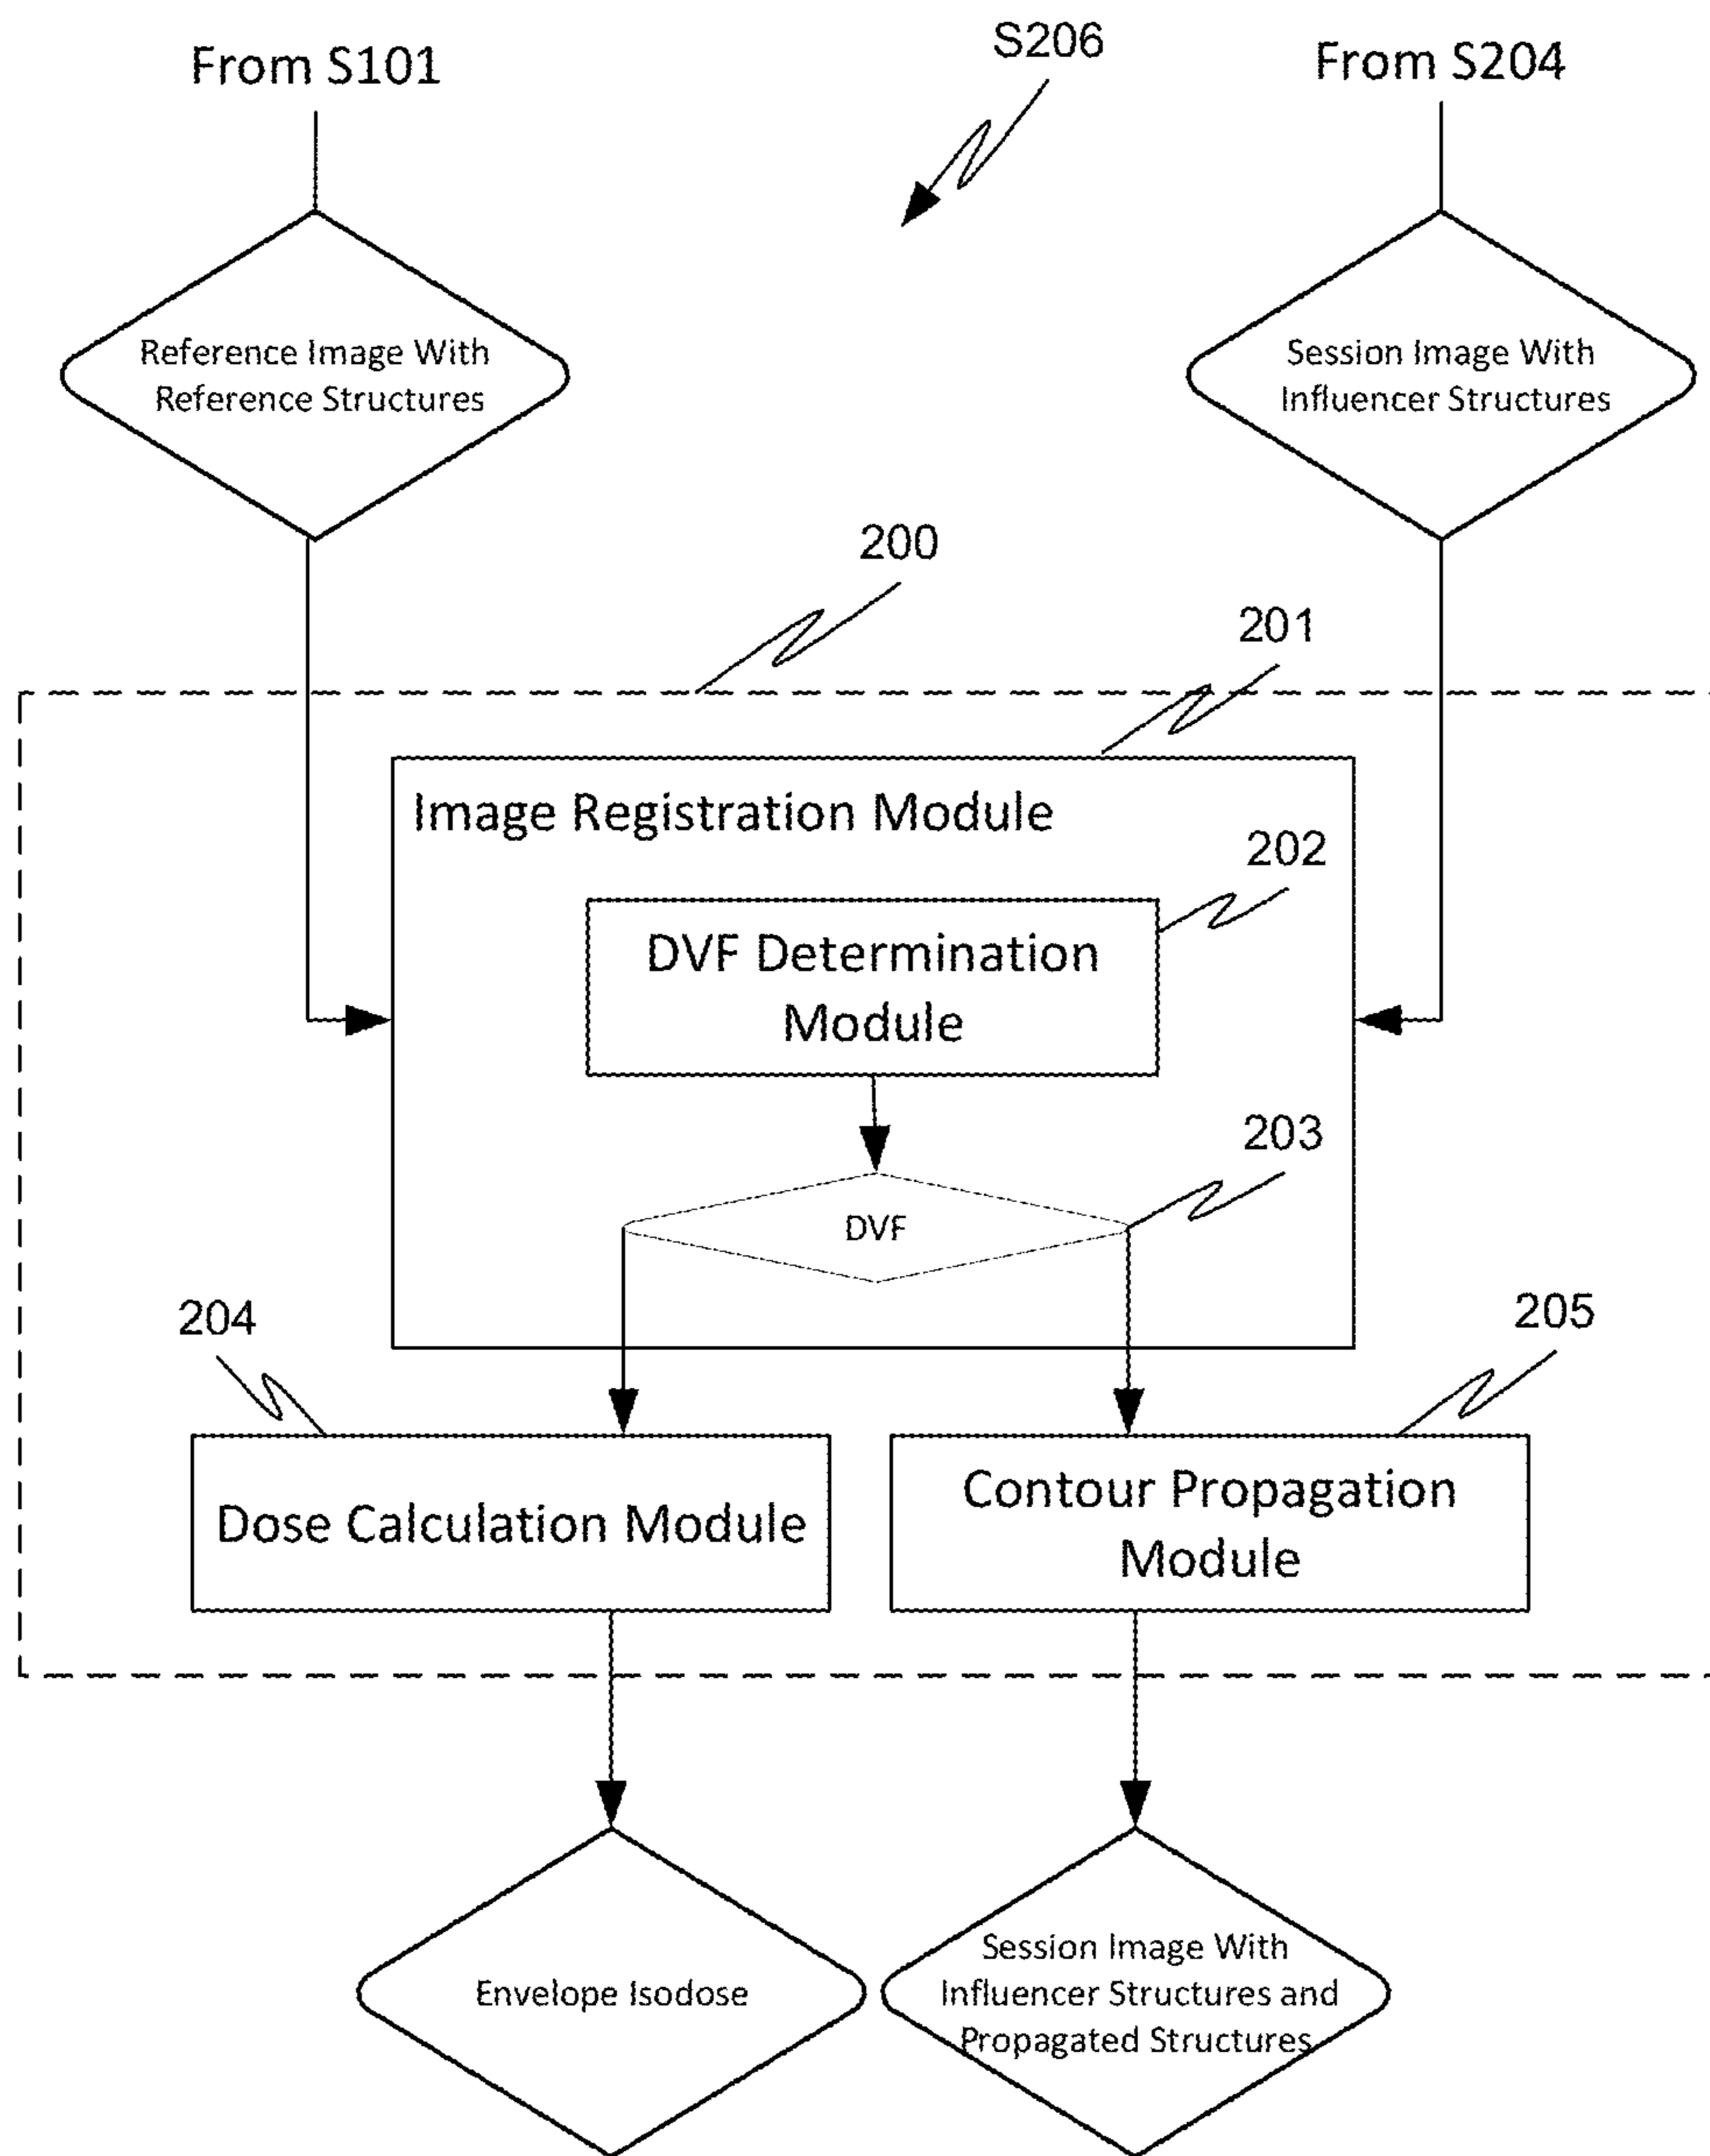 S206
From S101
From S204
Reference Image With
Reference Structures
Session Image With
Influencer Structures
200
201
Image Registration Module
202
DVF Determination
Module
203
DVF
204
205
Dose Calculation Module
Contour Propagation
Module
Envelope Isodose
Session Image With
Influencer Structures and
Propagated Structures